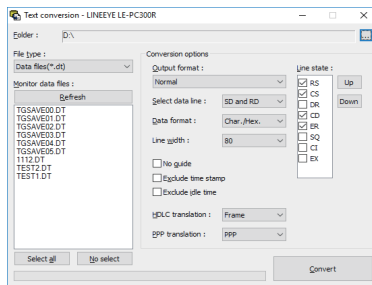 Text conversion - LINEEYE LE-PC300R
Folder : D:\ ...
File type :
Data files(*.dt)
Monitor data files :
Refresh
TGSAVE00.DT
TGSAVE01.DT
TGSAVE02.DT
TGSAVE03.DT
TGSAVE04.DT
TGSAVE05.DT
1112.DT
TEST2.DT
TEST1.DT
Select all No select
Conversion options
Output format :
Normal
Select data line : SD and RD
Data format : Char./Hex.
Line width : 80
No guide
Exclude time stamp
Exclude idle time
HDLC translation : Frame
PPP translation : PPP
Line state :
RS
CS
DR
CD
ER
SQ
CI
EX
Up
Down
Convert